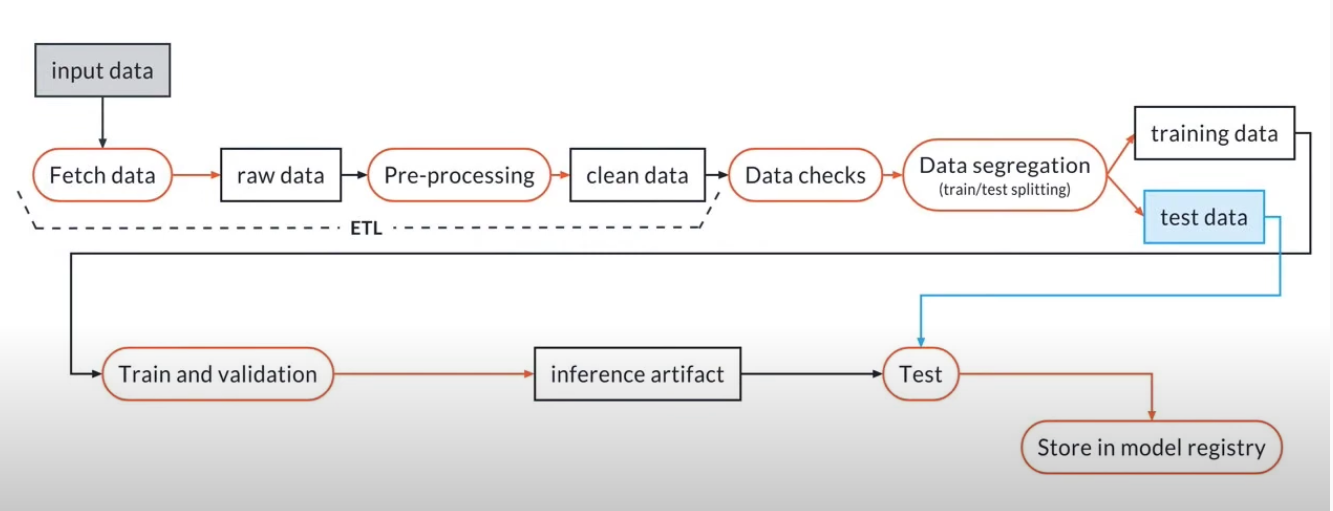 input data
Fetch data
raw data
Pre-processing
clean data
Data checks
Data segregation
(train/test splitting)
training data
test data
ETL
Train and validation
inference artifact
Test
Store in model registry